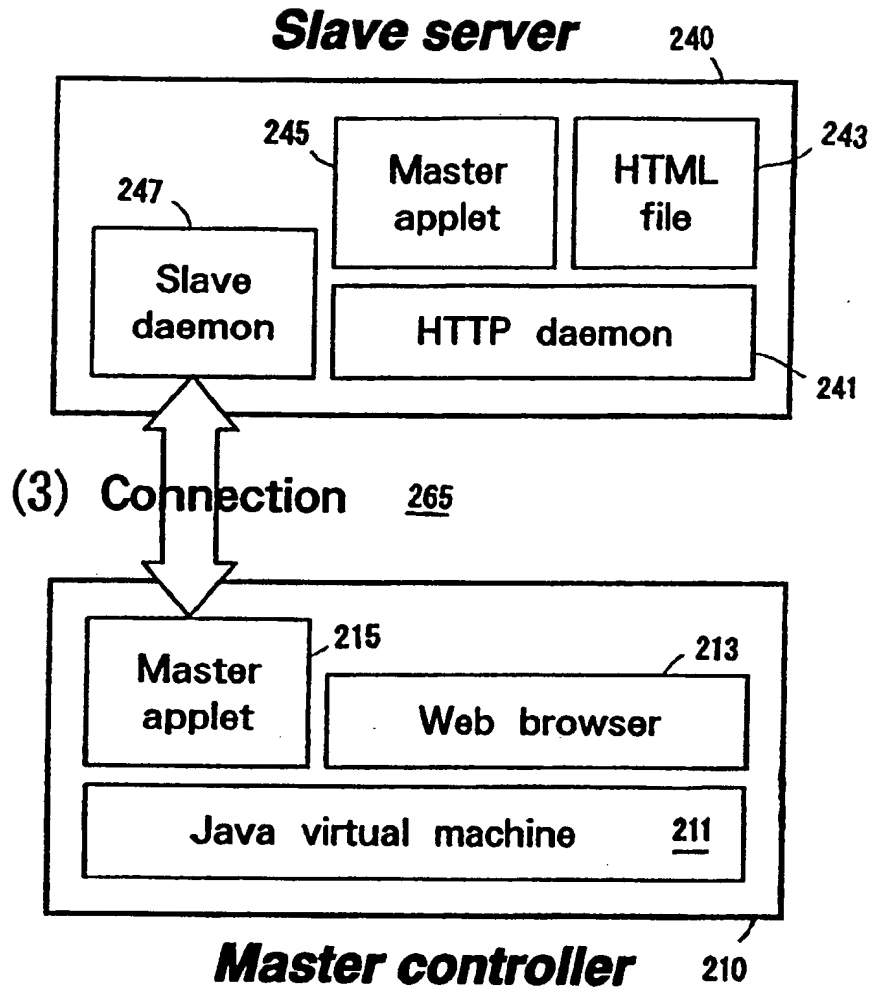 Slave server
240
245
Master
applet
HTML
file
243
247
Slave
daemon
HTTP daemon
241
(3) Connection 265
Master
applet
215
213
Web browser
Java virtual machine 211
Master controller
210